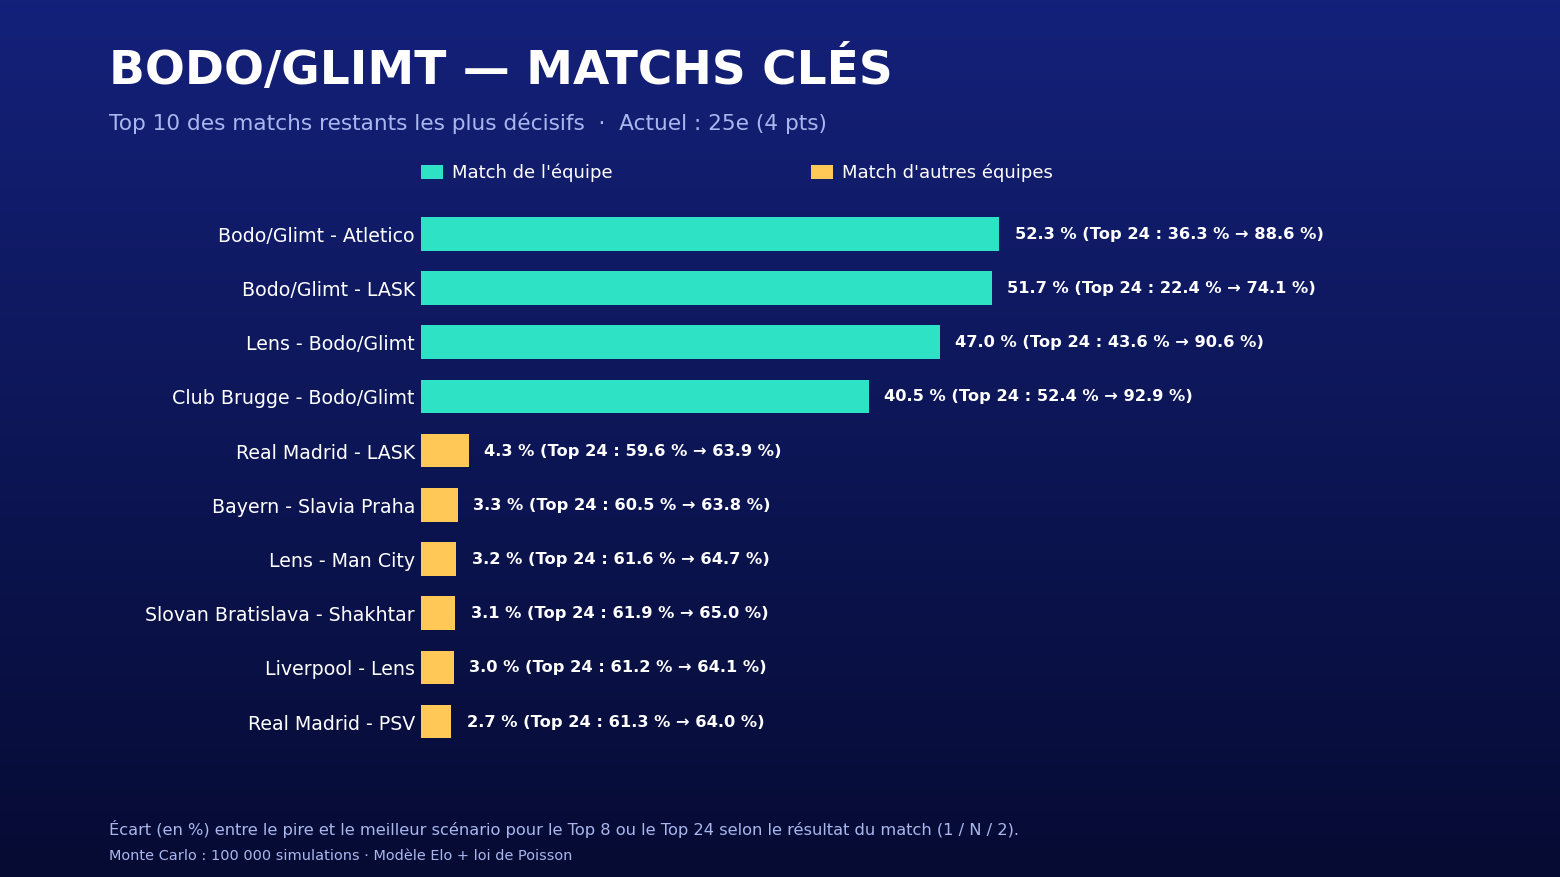 BODO/GLIMT — MATCHS CLÉS
Top 10 des matchs restants les plus décisifs · Actuel : 25e (4 pts)
Match de l'équipe
Match d'autres équipes
Bodo/Glimt - Atletico 52.3 % (Top 24 : 36.3 % → 88.6 %)
Bodo/Glimt - LASK 51.7 % (Top 24 : 22.4 % → 74.1 %)
Lens - Bodo/Glimt 47.0 % (Top 24 : 43.6 % → 90.6 %)
Club Brugge - Bodo/Glimt 40.5 % (Top 24 : 52.4 % → 92.9 %)
Real Madrid - LASK 4.3 % (Top 24 : 59.6 % → 63.9 %)
Bayern - Slavia Praha 3.3 % (Top 24 : 60.5 % → 63.8 %)
Lens - Man City 3.2 % (Top 24 : 61.6 % → 64.7 %)
Slovan Bratislava - Shakhtar 3.1 % (Top 24 : 61.9 % → 65.0 %)
Liverpool - Lens 3.0 % (Top 24 : 61.2 % → 64.1 %)
Real Madrid - PSV 2.7 % (Top 24 : 61.3 % → 64.0 %)
Écart (en %) entre le pire et le meilleur scénario pour le Top 8 ou le Top 24 selon le résultat du match (1 / N / 2).
Monte Carlo : 100 000 simulations · Modèle Elo + loi de Poisson